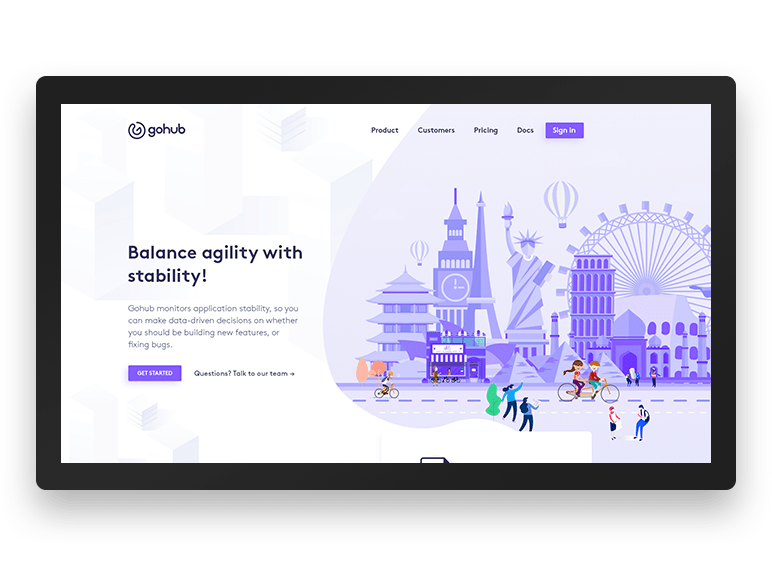 gohub
Product Customers Pricing Docs Sign in
Balance agility with
stability!
Gohub monitors application stability, so you
can make data-driven decisions on whether
you should be building new features, or
fixing bugs.
GET STARTED Questions? Talk to our team →